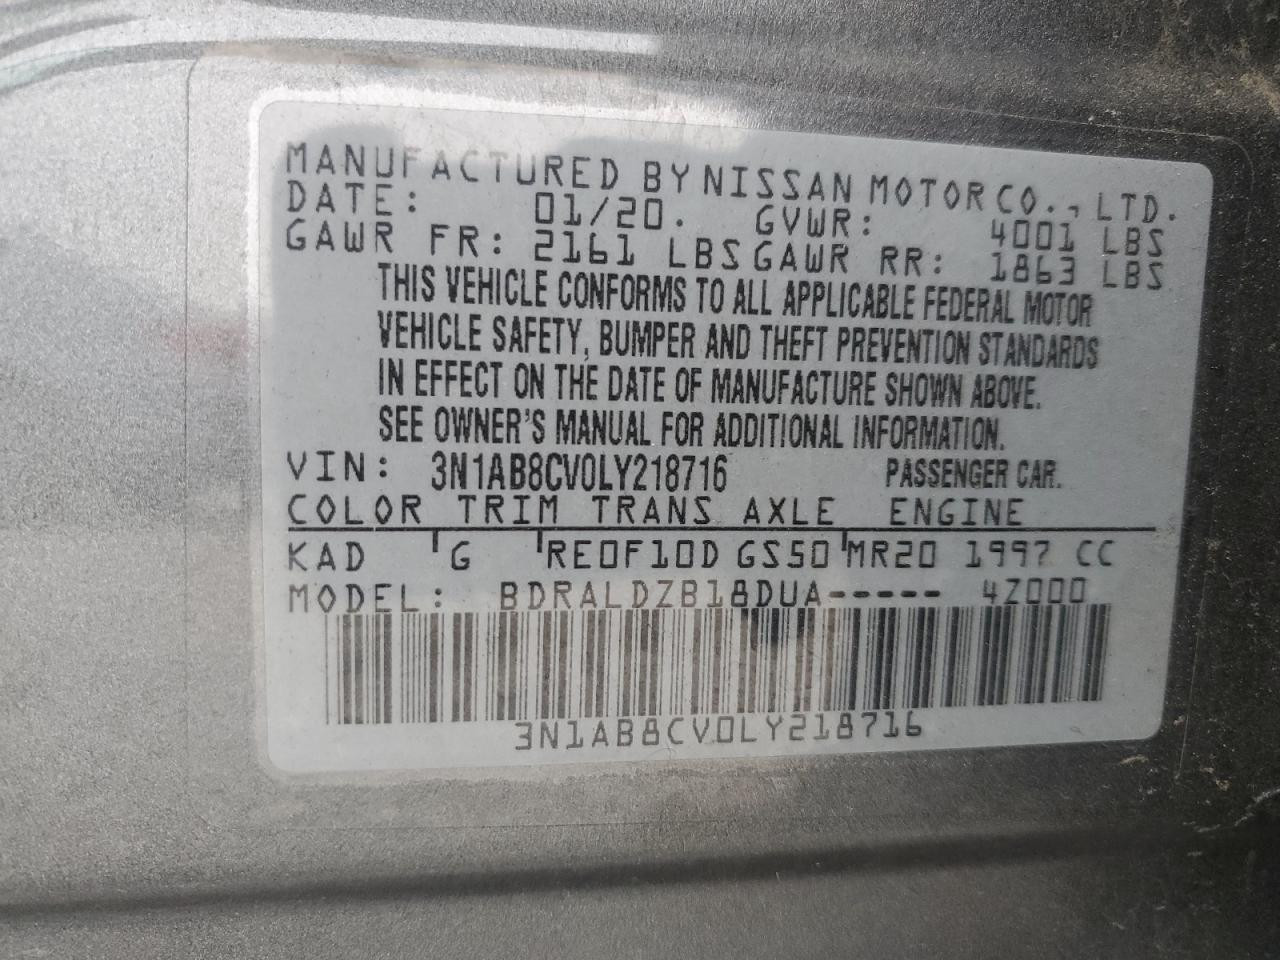 MANUFACTURED BY NISSAN MOTOR CO., LTD.
DATE: 01/20. GVWR: 4001 LBS
GAWR FR: 2161 LBS GAWR RR: 1863 LBS
THIS VEHICLE CONFORMS TO ALL APPLICABLE FEDERAL MOTOR
VEHICLE SAFETY, BUMPER AND THEFT PREVENTION STANDARDS
IN EFFECT ON THE DATE OF MANUFACTURE SHOWN ABOVE.
SEE OWNER'S MANUAL FOR ADDITIONAL INFORMATION.
VIN: 3N1AB8CV0LY218716 PASSENGER CAR.
COLOR TRIM TRANS AXLE ENGINE
KAD G RE0F10D GS50 MR20 1997 CC
MODEL: BDRALDZB18DUA----- 4Z000
3N1AB8CV0LY218716